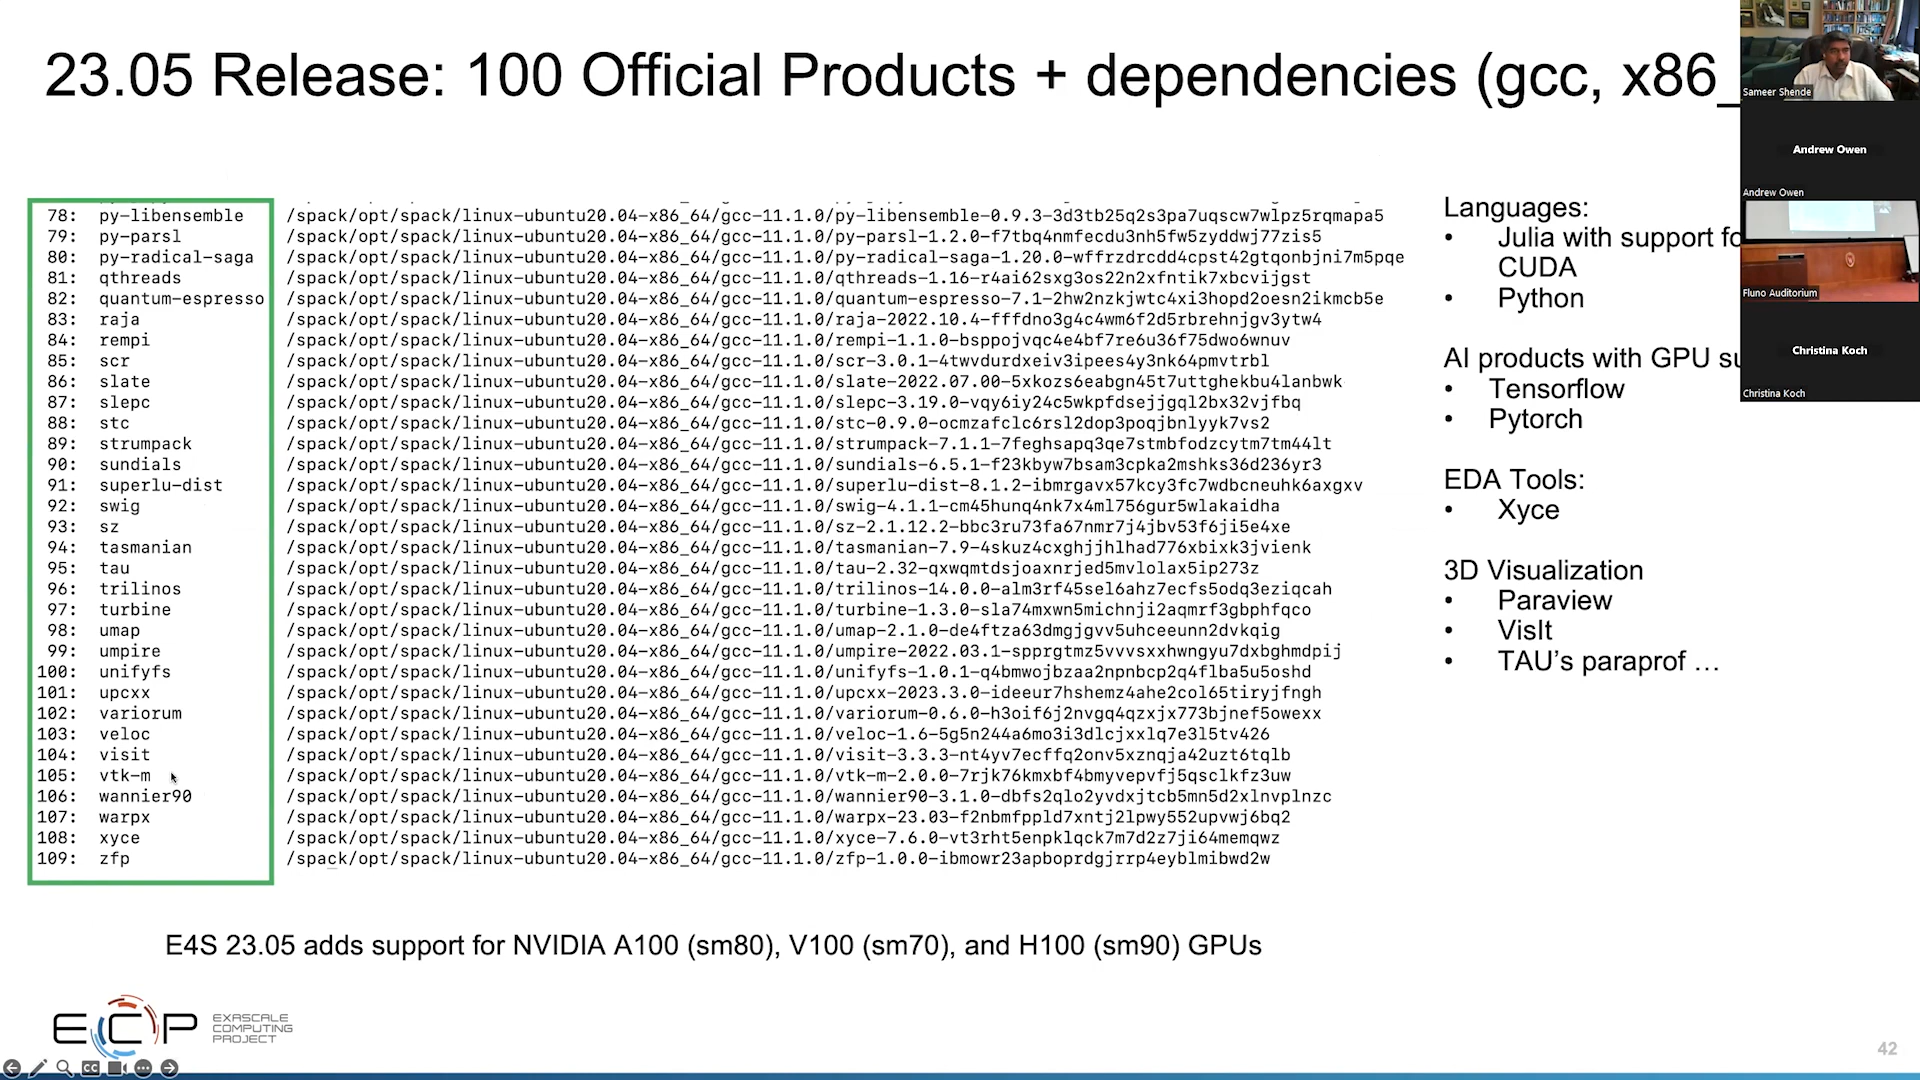 23.05 Release: 100 Official Products + dependencies (gcc, x86_
78: py-libensemble /spack/opt/spack/linux-ubuntu20.04-x86_64/gcc-11.1.0/py-libensemble-0.9.3-3d3tb25q2s3pa7uqscw7wlpz5rqmapa5
79: py-parsl /spack/opt/spack/linux-ubuntu20.04-x86_64/gcc-11.1.0/py-parsl-1.2.0-f7tbq4nmfecdu3nh5fw5zyddwj77zis5
80: py-radical-saga /spack/opt/spack/linux-ubuntu20.04-x86_64/gcc-11.1.0/py-radical-saga-1.20.0-wffrzdrcdd4cpst42gtqonbjni7m5pqe
81: qthreads /spack/opt/spack/linux-ubuntu20.04-x86_64/gcc-11.1.0/qthreads-1.16-r4ai62sxg3os22n2xfntik7xbcvijgst
82: quantum-espresso /spack/opt/spack/linux-ubuntu20.04-x86_64/gcc-11.1.0/quantum-espresso-7.1-2hw2nzkjwtc4xi3hopd2oesn2ikmcb5e
83: raja /spack/opt/spack/linux-ubuntu20.04-x86_64/gcc-11.1.0/raja-2022.10.4-fffdno3g4c4wm6f2d5rbrehnjgv3ytw4
84: rempi /spack/opt/spack/linux-ubuntu20.04-x86_64/gcc-11.1.0/rempi-1.1.0-bsppojvqc4e4bf7re6u36f75dwo6wnuv
85: scr /spack/opt/spack/linux-ubuntu20.04-x86_64/gcc-11.1.0/scr-3.0.1-4twvdurdxeiv3ipees4y3nk64pmvtrbl
86: slate /spack/opt/spack/linux-ubuntu20.04-x86_64/gcc-11.1.0/slate-2022.07.00-5xkozs6eabgn45t7uttghekbu4lanbwk
87: slepc /spack/opt/spack/linux-ubuntu20.04-x86_64/gcc-11.1.0/slepc-3.19.0-vqy6iy24c5wkpfdsejjgql2bx32vjfbq
88: stc /spack/opt/spack/linux-ubuntu20.04-x86_64/gcc-11.1.0/stc-0.9.0-ocmzafclc6rsl2dop3poqjbnlyyk7vs2
89: strumpack /spack/opt/spack/linux-ubuntu20.04-x86_64/gcc-11.1.0/strumpack-7.1.1-7feghsapq3qe7stmbfodzcytm7tm44lt
90: sundials /spack/opt/spack/linux-ubuntu20.04-x86_64/gcc-11.1.0/sundials-6.5.1-f23kbyw7bsam3cpka2mshks36d236yr3
91: superlu-dist /spack/opt/spack/linux-ubuntu20.04-x86_64/gcc-11.1.0/superlu-dist-8.1.2-ibmrgavx57kcy3fc7wdbcneuhk6axgxv
92: swig /spack/opt/spack/linux-ubuntu20.04-x86_64/gcc-11.1.0/swig-4.1.1-cm45hunq4nk7x4ml756gur5wlakaidha
93: sz /spack/opt/spack/linux-ubuntu20.04-x86_64/gcc-11.1.0/sz-2.1.12.2-bbc3ru73fa67nmr7j4jbv53f6ji5e4xe
94: tasmanian /spack/opt/spack/linux-ubuntu20.04-x86_64/gcc-11.1.0/tasmanian-7.9-4skuz4cxghjjhlhad776xbixk3jvienk
95: tau /spack/opt/spack/linux-ubuntu20.04-x86_64/gcc-11.1.0/tau-2.32-qxwqmtdsjoaxnrjed5mvlolax5ip273z
96: trilinos /spack/opt/spack/linux-ubuntu20.04-x86_64/gcc-11.1.0/trilinos-14.0.0-alm3rf45sel6ahz7ecfs5odq3eziqcah
97: turbine /spack/opt/spack/linux-ubuntu20.04-x86_64/gcc-11.1.0/turbine-1.3.0-sla74mxwn5michnji2aqmrf3gbphfqco
98: umap /spack/opt/spack/linux-ubuntu20.04-x86_64/gcc-11.1.0/umap-2.1.0-de4ftza63dmgjgvv5uhceeunn2dvkqig
99: umpire /spack/opt/spack/linux-ubuntu20.04-x86_64/gcc-11.1.0/umpire-2022.03.1-spprgtmz5vvvsxxhwngyu7dxbghmdpij
100: unifyfs /spack/opt/spack/linux-ubuntu20.04-x86_64/gcc-11.1.0/unifyfs-1.0.1-q4bmwojbzaa2npnbcp2q4flba5u5oshd
101: upcxx /spack/opt/spack/linux-ubuntu20.04-x86_64/gcc-11.1.0/upcxx-2023.3.0-ideeur7hshemz4ahe2col65tiryjfngh
102: variorum /spack/opt/spack/linux-ubuntu20.04-x86_64/gcc-11.1.0/variorum-0.6.0-h3oif6j2nvgq4qzxjx773bjnef5owexx
103: veloc /spack/opt/spack/linux-ubuntu20.04-x86_64/gcc-11.1.0/veloc-1.6-5g5n244a6mo3i3dlcjxxlq7e3l5tv426
104: visit /spack/opt/spack/linux-ubuntu20.04-x86_64/gcc-11.1.0/visit-3.3.3-nt4yv7ecffq2onv5xznqja42uzt6tqlb
105: vtk-m /spack/opt/spack/linux-ubuntu20.04-x86_64/gcc-11.1.0/vtk-m-2.0.0-7rjk76kmxbf4bmyvepvfj5qsclkfz3uw
106: wannier90 /spack/opt/spack/linux-ubuntu20.04-x86_64/gcc-11.1.0/wannier90-3.1.0-dbfs2qlo2yvdxjtcb5mn5d2xlnvplnzc
107: warpx /spack/opt/spack/linux-ubuntu20.04-x86_64/gcc-11.1.0/warpx-23.03-f2nbmfppld7xntj2lpwy552upvwj6bq2
108: xyce /spack/opt/spack/linux-ubuntu20.04-x86_64/gcc-11.1.0/xyce-7.6.0-vt3rht5enpklqck7m7d2z7ji64memqwz
109: zfp /spack/opt/spack/linux-ubuntu20.04-x86_64/gcc-11.1.0/zfp-1.0.0-ibmowr23apboprdgjrrp4eyblmibwd2w
Languages:
• Julia with support fo
CUDA
• Python
AI products with GPU su
• Tensorflow
• Pytorch
EDA Tools:
• Xyce
3D Visualization
• Paraview
• VisIt
• TAU's paraprof …
E4S 23.05 adds support for NVIDIA A100 (sm80), V100 (sm70), and H100 (sm90) GPUs
ECP
EXASCALE
COMPUTING
PROJECT
42
CC
Sameer Shende
Andrew Owen
Andrew Owen
Fluno Auditorium
Christina Koch
Christina Koch